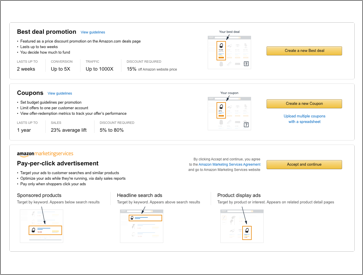 Best deal promotion View guidelines
• Featured as a price discount promotion on the Amazon.com deals page
• Lasts up to two weeks
• You decide how much to fund
LASTS UP TO CONVERSION TRAFFIC DISCOUNT REQUIRED
2 weeks Up to 5X Up to 1000X 15% off Amazon website price
Your best deal
Create a new Best deal
Coupons View guidelines
• Set budget guidelines per promotion
• Limit offers to one per customer account
• View offer-redemption metrics to track your offer's performance
LASTS UP TO SALES DISCOUNT REQUIRED
1 year 23% average lift 5% to 80%
Your coupon
Create a new Coupon
Upload multiple coupons
with a spreadsheet
amazonmarketingservices
Pay-per-click advertisement
• Target your ads to customer searches and similar products
• Optimize your ads while they're running, via daily sales reports
• Pay only when shoppers click your ads
By clicking Accept and continue, you agree
to the Amazon Marketing Services Agreement
and go to Amazon Marketing Services website.
Accept and continue
Sponsored products
Target by keyword. Appears below search results
Headline search ads
Target by keyword. Appears above search results
Product display ads
Target by product or interest. Appears on related product detail pages.